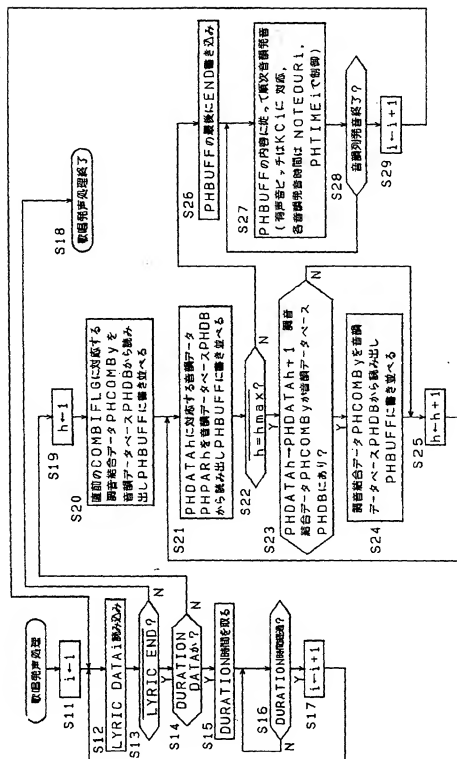 歌唱発声処理
S11
i←1
S12
LYRIC DATAi読み込み
S13
LYRIC END?
N
Y
S14
DURATION
DATAか?
N
Y
S15
DURATION時間を取る
S16
DURATION時間経過?
N
Y
S17
i←i+1
S18
歌唱発声処理終了
S19
h←1
S20
直前のCOMBIFLGに対応する
調音結合データPHCOMByを
音韻データベースPHDBから読み
出しPHBUFFに書き並べる
S21
PHDATAhに対応する音韻データ
PHPARhを音韻データベースPHDB
から読み出しPHBUFFに書き並べる
S22
h=hmax?
N
Y
S23
PHDATAh→PHDATAh+1 調音
結合データPHCOMByが音韻データベース
PHDBにあり?
N
Y
S24
調音結合データPHCOMByを音韻
データベースPHDBから読み出し
PHBUFFに書き並べる
S25
h←h+1
S26
PHBUFFの最後にEND書き込み
S27
PHBUFFの内容に従って順次音韻発音
(有声音ピッチはKCiに対応,
各音韻発音時間はNOTEDURi,
PHTIMEiで制御)
S28
音韻列発音終了?
S29
i←i+1